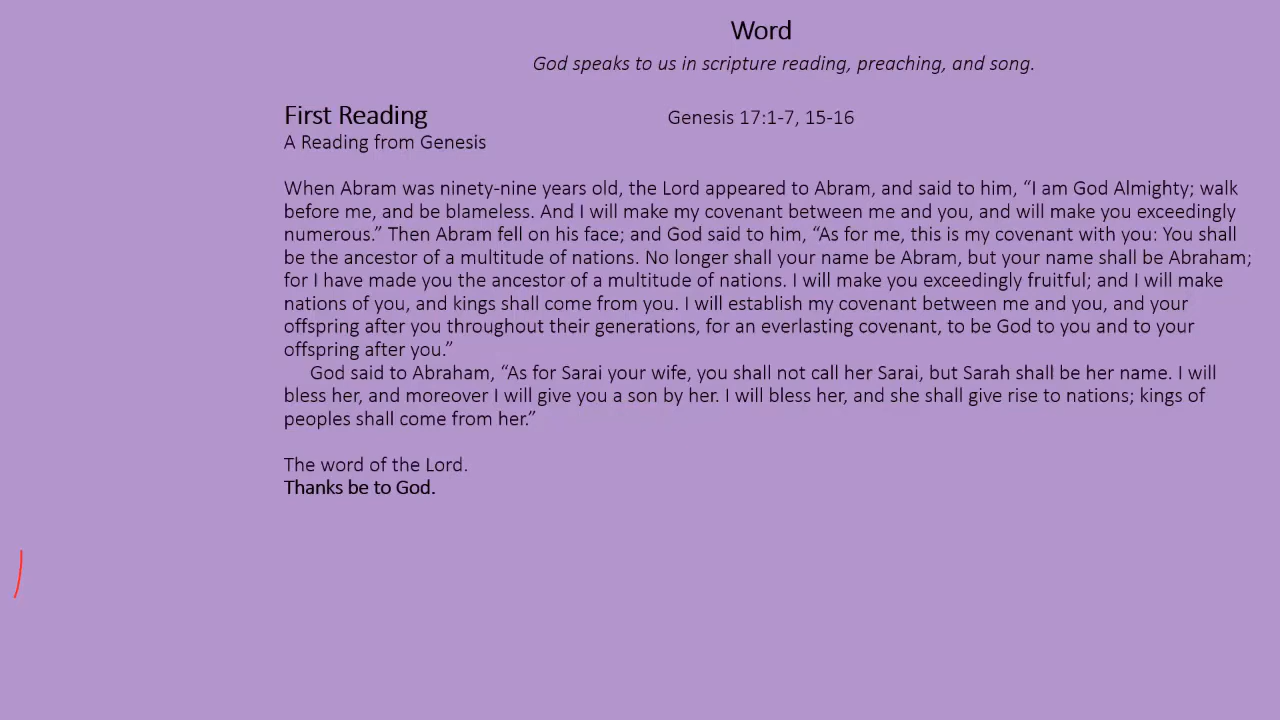 Word
God speaks to us in scripture reading, preaching, and song.
First Reading Genesis 17:1-7, 15-16
A Reading from Genesis
When Abram was ninety-nine years old, the Lord appeared to Abram, and said to him, “I am God Almighty; walk
before me, and be blameless. And I will make my covenant between me and you, and will make you exceedingly
numerous.” Then Abram fell on his face; and God said to him, “As for me, this is my covenant with you: You shall
be the ancestor of a multitude of nations. No longer shall your name be Abram, but your name shall be Abraham;
for I have made you the ancestor of a multitude of nations. I will make you exceedingly fruitful; and I will make
nations of you, and kings shall come from you. I will establish my covenant between me and you, and your
offspring after you throughout their generations, for an everlasting covenant, to be God to you and to your
offspring after you.”
God said to Abraham, “As for Sarai your wife, you shall not call her Sarai, but Sarah shall be her name. I will
bless her, and moreover I will give you a son by her. I will bless her, and she shall give rise to nations; kings of
peoples shall come from her.”
The word of the Lord.
Thanks be to God.